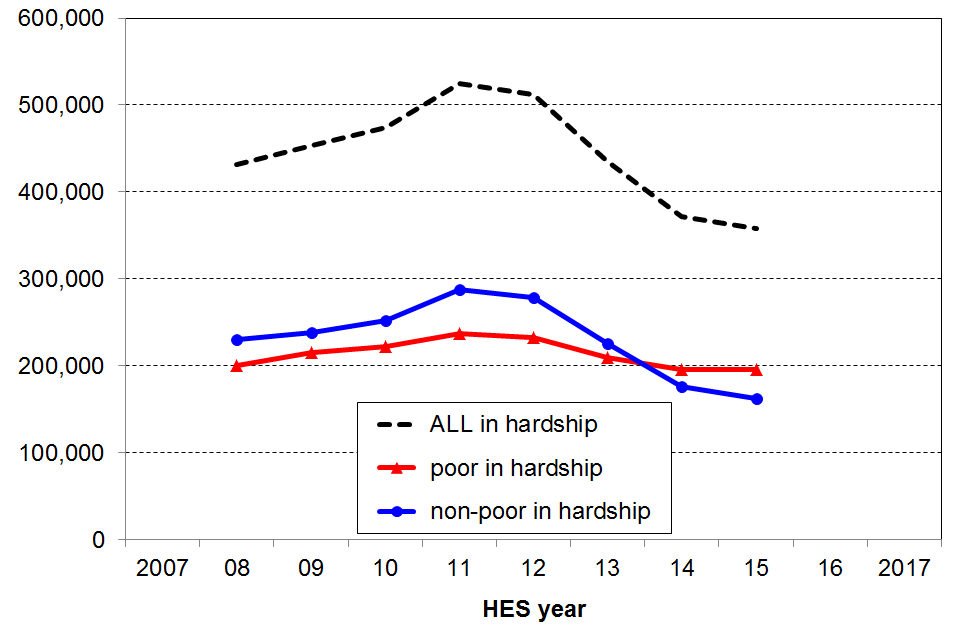 600,000
500,000
400,000
300,000
200,000
100,000
0
ALL in hardship
poor in hardship
non-poor in hardship
2007 08 09 10 11 12 13 14 15 16 2017
HES year